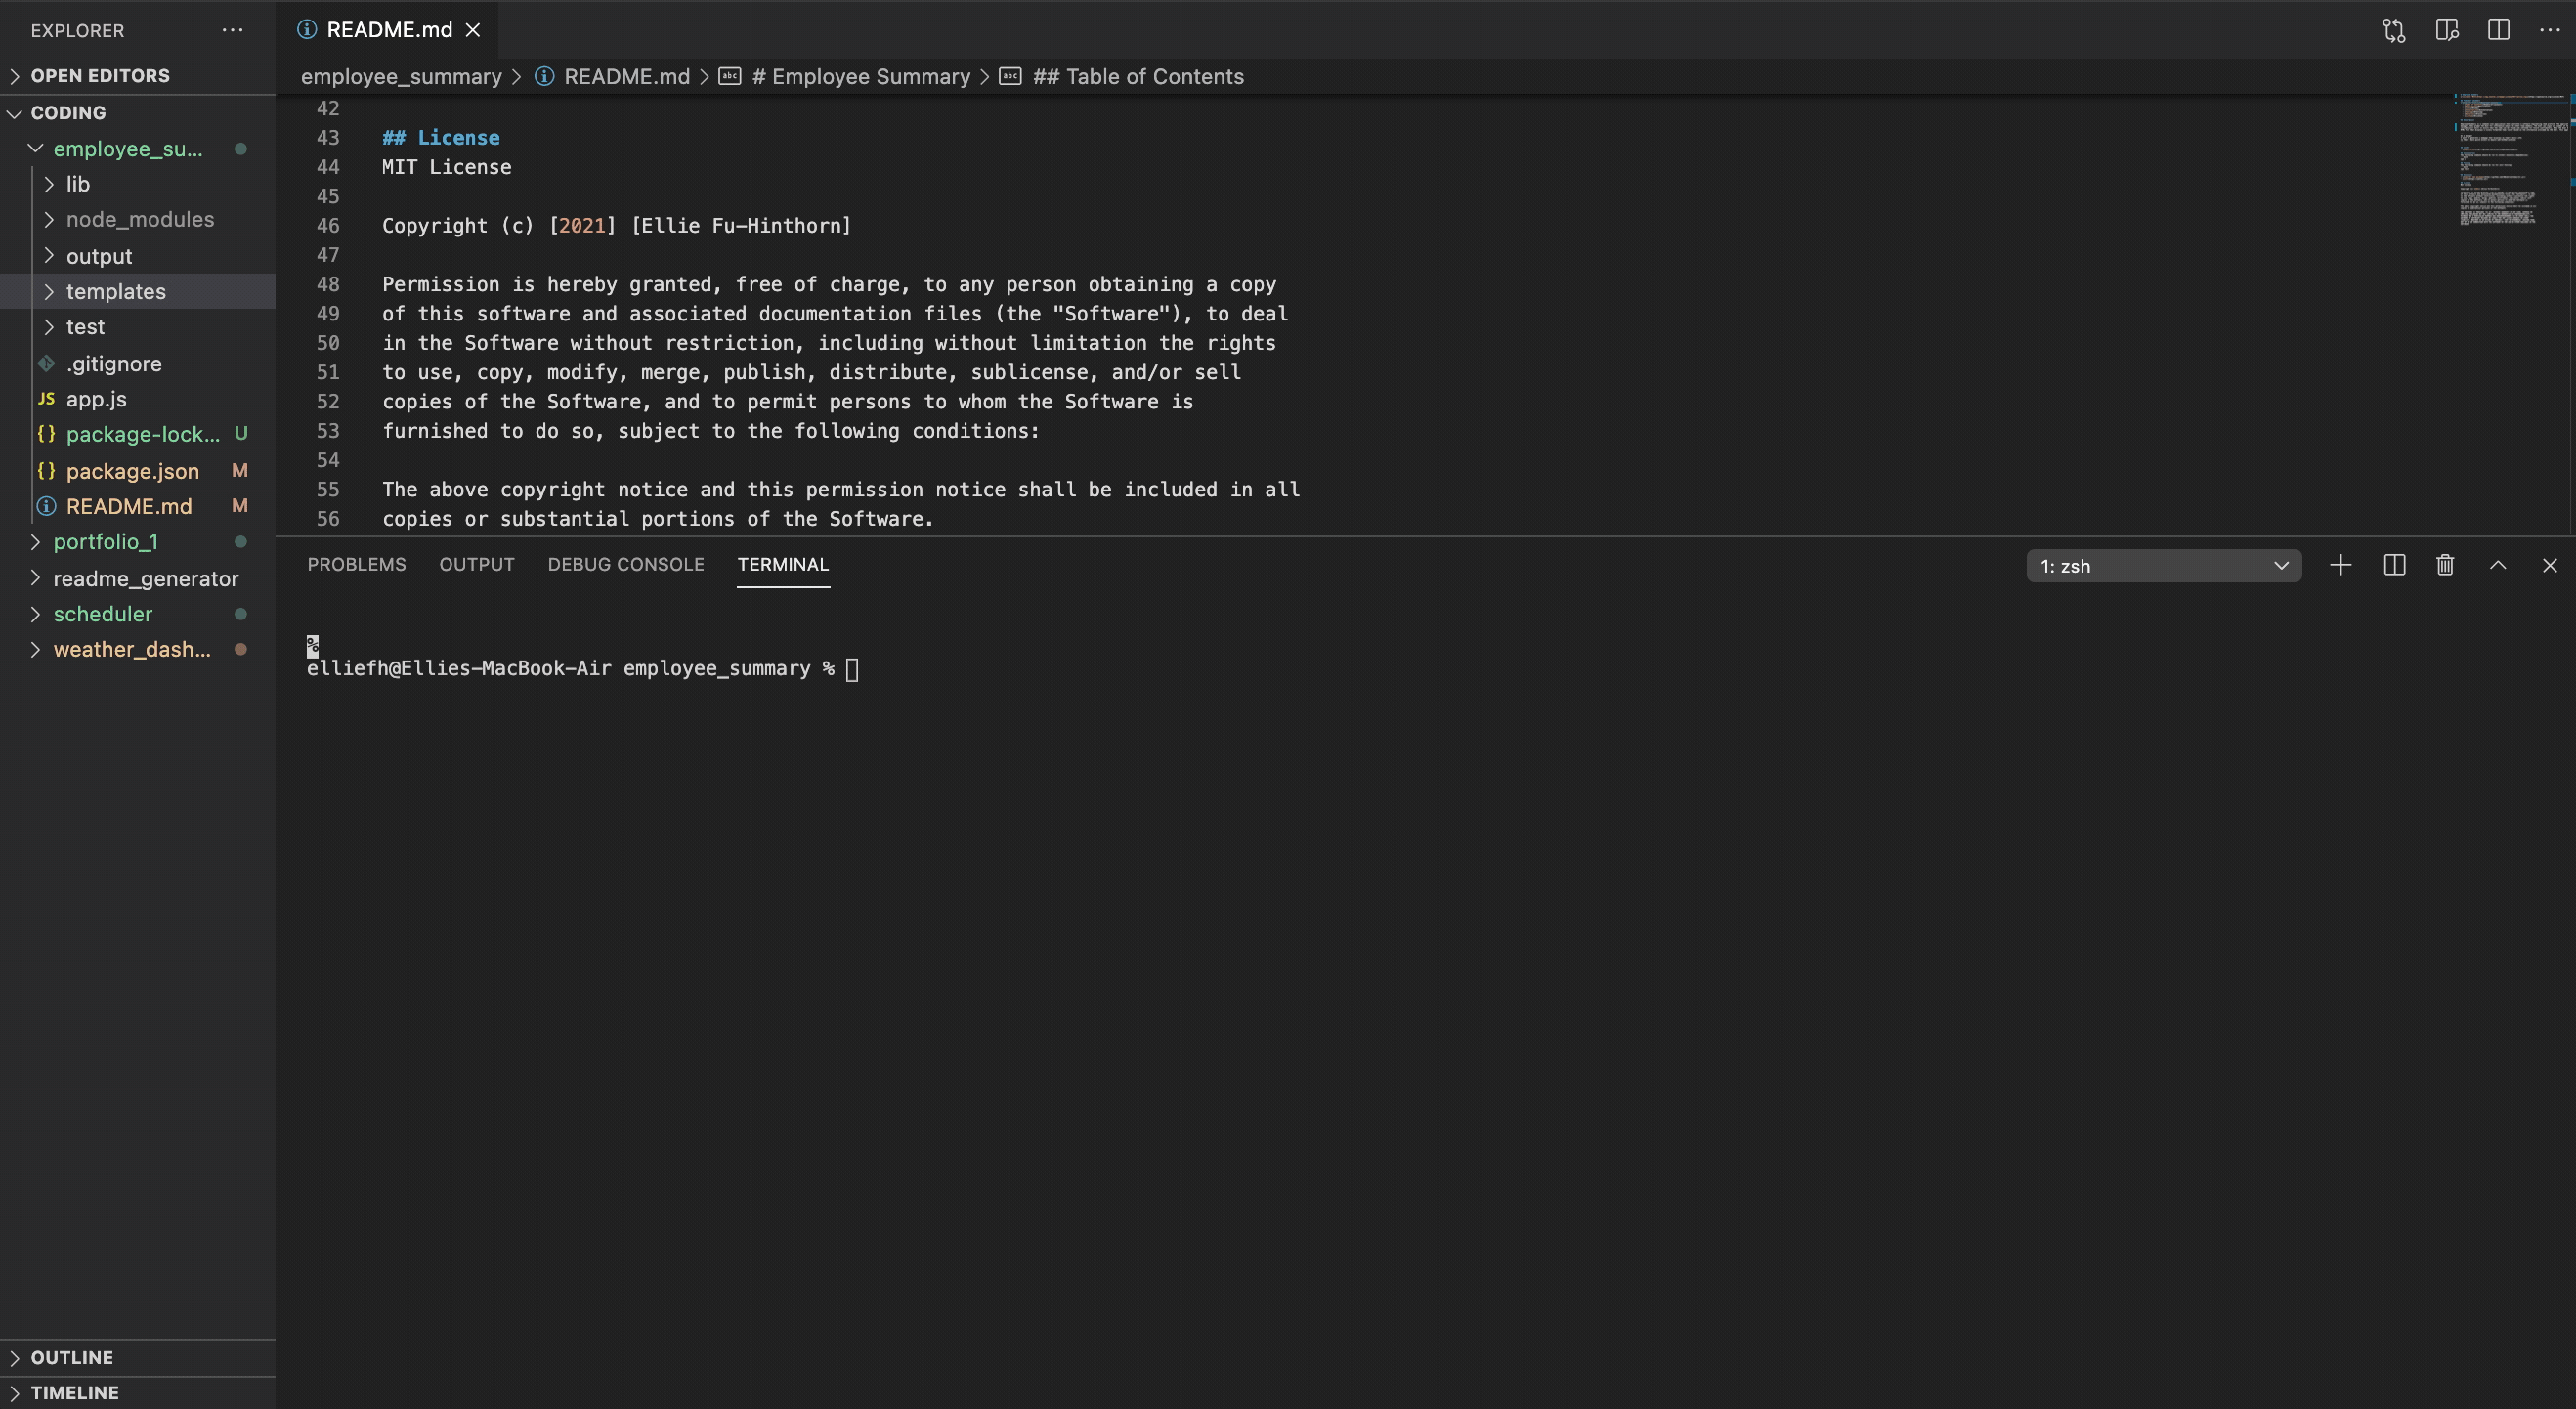 EXPLORER
OPEN EDITORS
CODING
employee_su...
lib
node_modules
output
templates
test
.gitignore
JS app.js
{} package-lock... U
{} package.json M
README.md M
portfolio_1
readme_generator
scheduler
weather_dash...
OUTLINE
TIMELINE
README.md
employee_summary > README.md > abc # Employee Summary > abc ## Table of Contents
42
43 ## License
44 MIT License
45
46 Copyright (c) [2021] [Ellie Fu-Hinthorn]
47
48 Permission is hereby granted, free of charge, to any person obtaining a copy
49 of this software and associated documentation files (the "Software"), to deal
50 in the Software without restriction, including without limitation the rights
51 to use, copy, modify, merge, publish, distribute, sublicense, and/or sell
52 copies of the Software, and to permit persons to whom the Software is
53 furnished to do so, subject to the following conditions:
54
55 The above copyright notice and this permission notice shall be included in all
56 copies or substantial portions of the Software.
PROBLEMS OUTPUT DEBUG CONSOLE TERMINAL 1: zsh
%
elliefh@Ellies-MacBook-Air employee_summary %